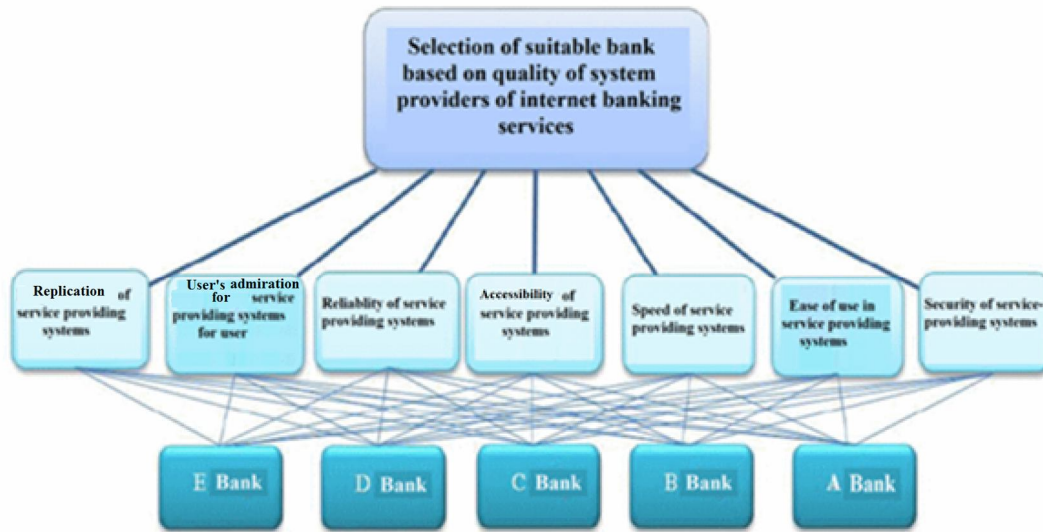 Selection of suitable bank
based on quality of system
providers of internet banking
services
Replication of
service providing
systems
User's admiration
for service
providing systems
for user
Reliablity of service
providing systems
Accessibility of
service providing
systems
Speed of service
providing systems
Ease of use in
service providing
systems
Security of service-
providing systems
E Bank
D Bank
C Bank
B Bank
A Bank